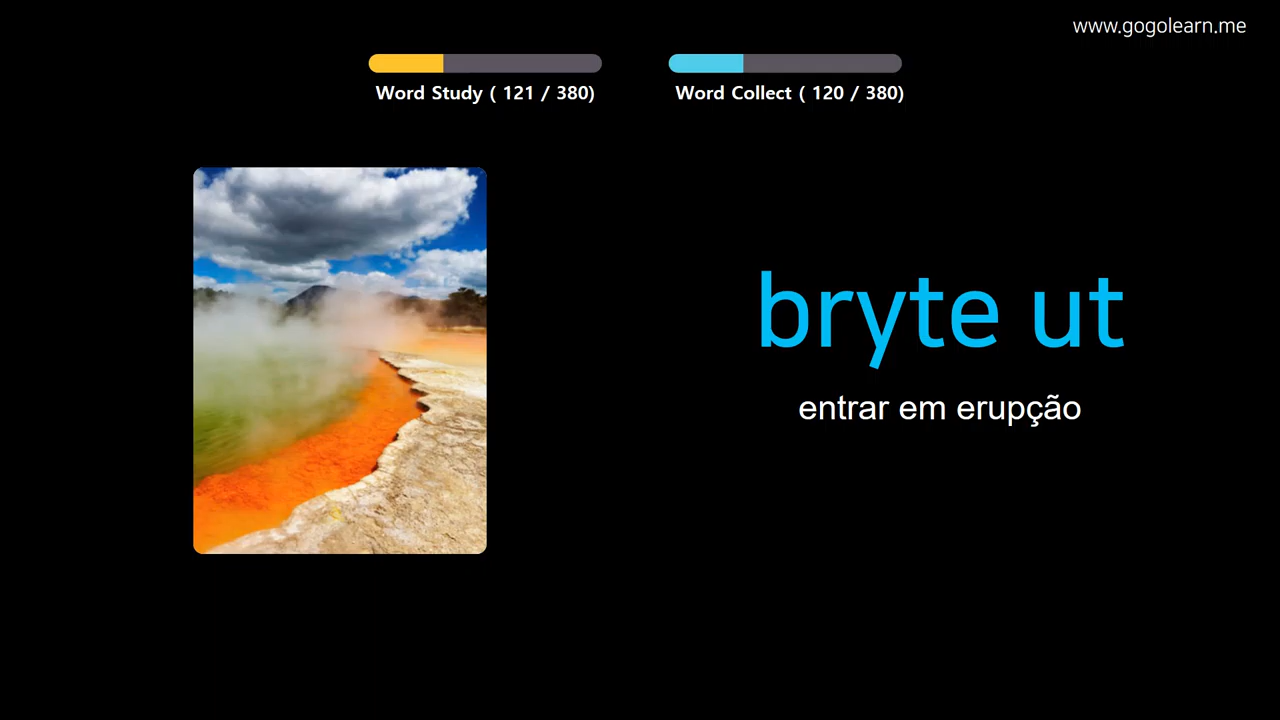 www.gogolearn.me
Word Study ( 121 / 380)
Word Collect ( 120 / 380)
bryte ut
entrar em erupção